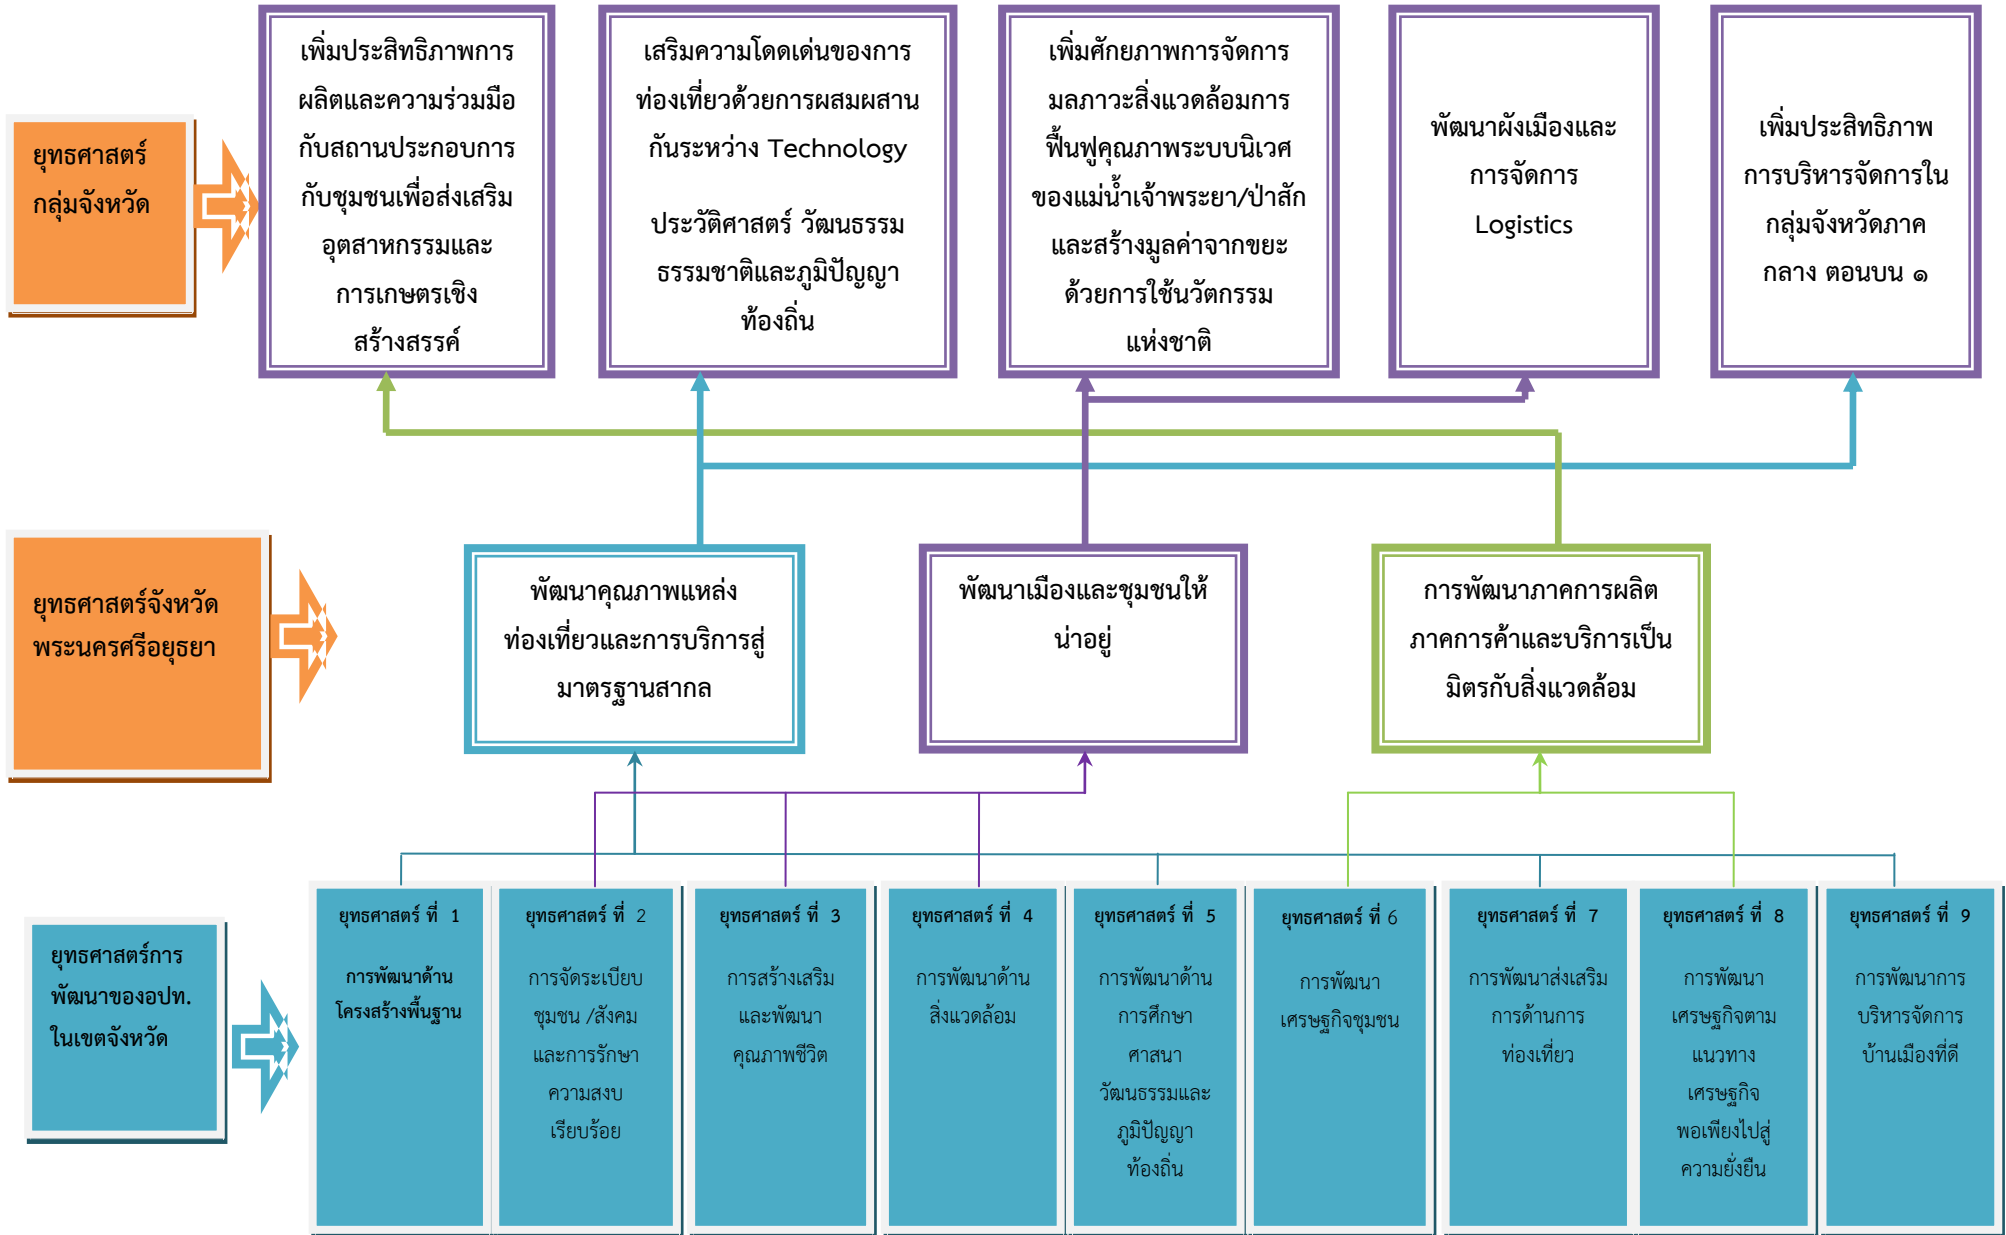 ยุทธศาสตร์
กลุ่มจังหวัด
เพิ่มประสิทธิภาพการ
ผลิตและความร่วมมือ
กับสถานประกอบการ
กับชุมชนเพื่อส่งเสริม
อุตสาหกรรมและ
การเกษตรเชิง
สร้างสรรค์
เสริมความโดดเด่นของการ
ท่องเที่ยวด้วยการผสมผสาน
กันระหว่าง Technology
ประวัติศาสตร์ วัฒนธรรม
ธรรมชาติและภูมิปัญญา
ท้องถิ่น
เพิ่มศักยภาพการจัดการ
มลภาวะสิ่งแวดล้อมการ
ฟื้นฟูคุณภาพระบบนิเวศ
ของแม่น้ำเจ้าพระยา/ป่าสัก
และสร้างมูลค่าจากขยะ
ด้วยการใช้นวัตกรรม
แห่งชาติ
พัฒนาผังเมืองและ
การจัดการ
Logistics
เพิ่มประสิทธิภาพ
การบริหารจัดการใน
กลุ่มจังหวัดภาค
กลาง ตอนบน ๑
ยุทธศาสตร์จังหวัด
พระนครศรีอยุธยา
พัฒนาคุณภาพแหล่ง
ท่องเที่ยวและการบริการสู่
มาตรฐานสากล
พัฒนาเมืองและชุมชนให้
น่าอยู่
การพัฒนาภาคการผลิต
ภาคการค้าและบริการเป็น
มิตรกับสิ่งแวดล้อม
ยุทธศาสตร์การ
พัฒนาของอปท.
ในเขตจังหวัด
ยุทธศาสตร์ ที่ 1
การพัฒนาด้าน
โครงสร้างพื้นฐาน
ยุทธศาสตร์ ที่ 2
การจัดระเบียบ
ชุมชน /สังคม
และการรักษา
ความสงบ
เรียบร้อย
ยุทธศาสตร์ ที่ 3
การสร้างเสริม
และพัฒนา
คุณภาพชีวิต
ยุทธศาสตร์ ที่ 4
การพัฒนาด้าน
สิ่งแวดล้อม
ยุทธศาสตร์ ที่ 5
การพัฒนาด้าน
การศึกษา
ศาสนา
วัฒนธรรมและ
ภูมิปัญญา
ท้องถิ่น
ยุทธศาสตร์ ที่ 6
การพัฒนา
เศรษฐกิจชุมชน
ยุทธศาสตร์ ที่ 7
การพัฒนาส่งเสริม
การด้านการ
ท่องเที่ยว
ยุทธศาสตร์ ที่ 8
การพัฒนา
เศรษฐกิจตาม
แนวทาง
เศรษฐกิจ
พอเพียงไปสู่
ความยั่งยืน
ยุทธศาสตร์ ที่ 9
การพัฒนาการ
บริหารจัดการ
บ้านเมืองที่ดี